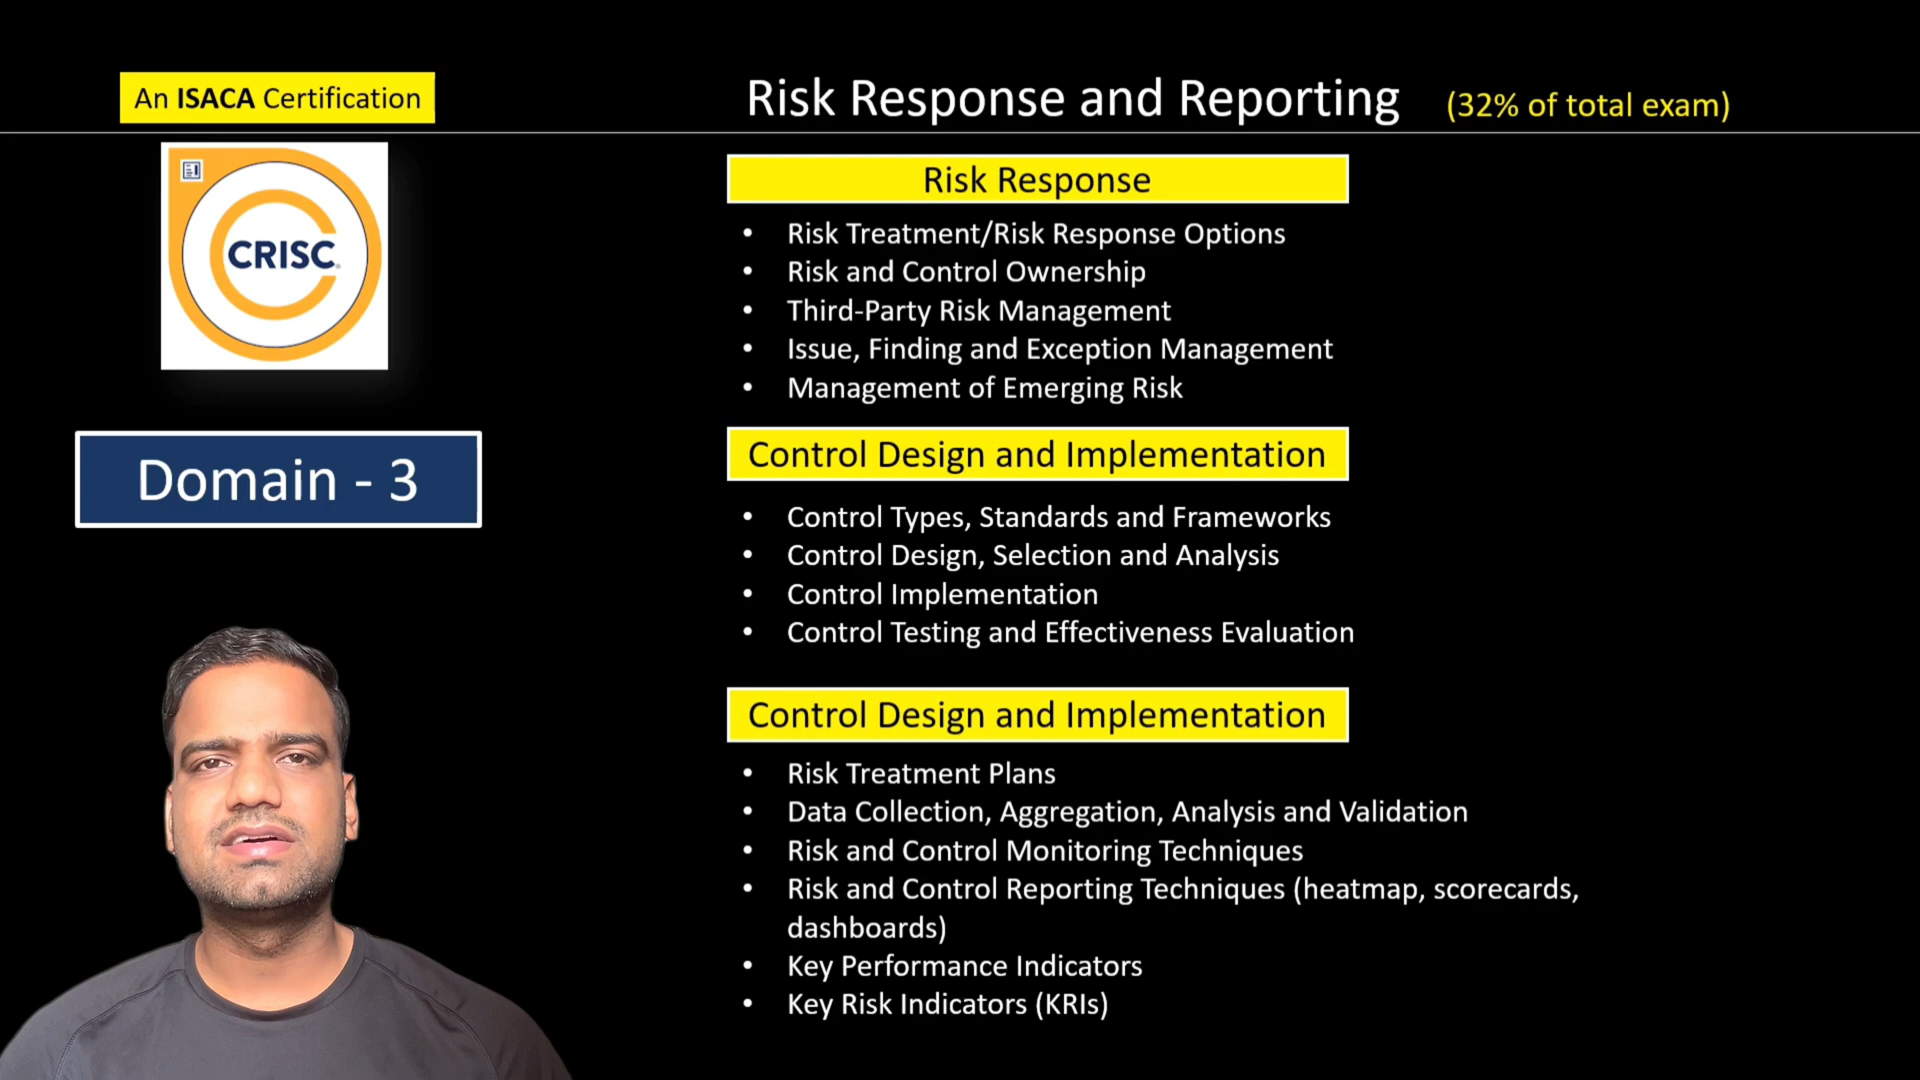 An ISACA Certification
Risk Response and Reporting (32% of total exam)
CRISC®
Domain - 3
Risk Response
• Risk Treatment/Risk Response Options
• Risk and Control Ownership
• Third-Party Risk Management
• Issue, Finding and Exception Management
• Management of Emerging Risk
Control Design and Implementation
• Control Types, Standards and Frameworks
• Control Design, Selection and Analysis
• Control Implementation
• Control Testing and Effectiveness Evaluation
Control Design and Implementation
• Risk Treatment Plans
• Data Collection, Aggregation, Analysis and Validation
• Risk and Control Monitoring Techniques
• Risk and Control Reporting Techniques (heatmap, scorecards,
dashboards)
• Key Performance Indicators
• Key Risk Indicators (KRIs)